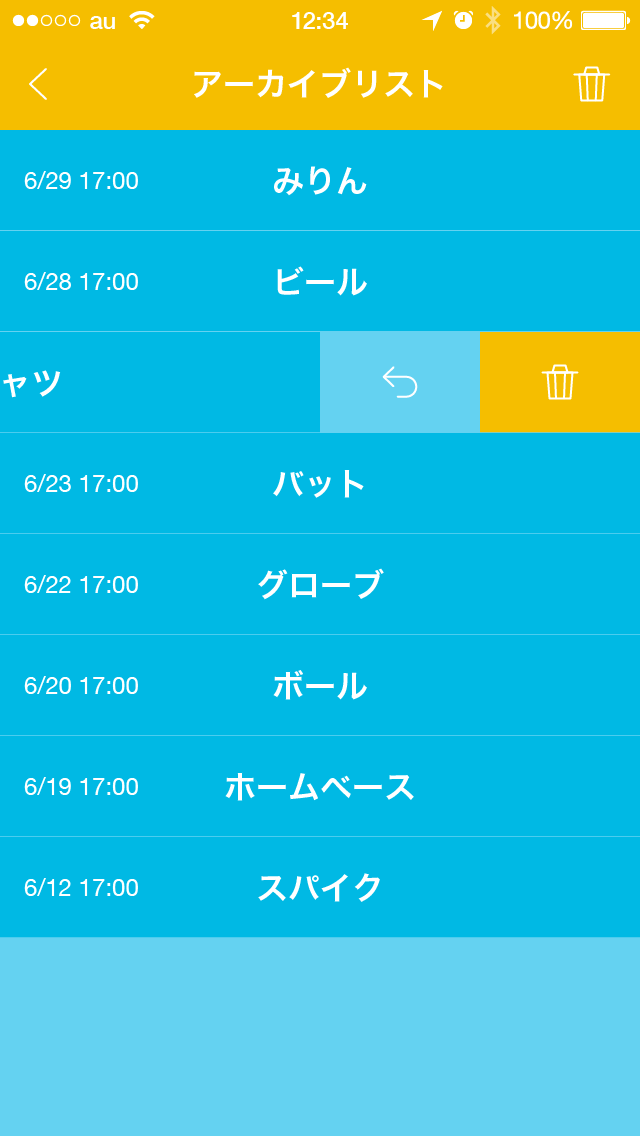 au 12:34 100%
アーカイブリスト
6/29 17:00 みりん
6/28 17:00 ビール
ャツ
6/23 17:00 バット
6/22 17:00 グローブ
6/20 17:00 ボール
6/19 17:00 ホームベース
6/12 17:00 スパイク